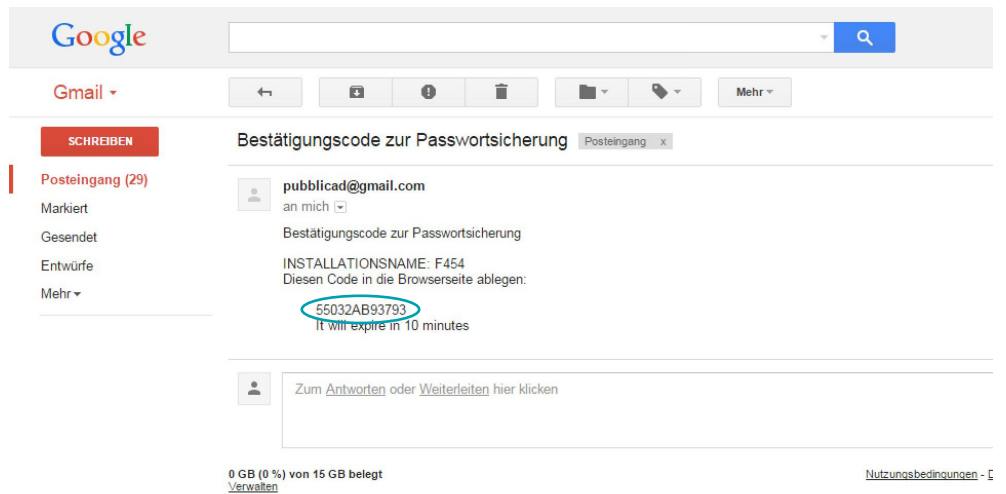 Google
Gmail
Mehr
SCHREIBEN
Bestätigungscode zur Passwortsicherung Posteingang x
Posteingang (29)
Markiert
Gesendet
Entwürfe
Mehr
pubblicad@gmail.com
an mich
Bestätigungscode zur Passwortsicherung
INSTALLATIONSNAME: F454
Diesen Code in die Browserseite ablegen:
55032AB93793
It will expire in 10 minutes
Zum Antworten oder Weiterleiten hier klicken
0 GB (0 %) von 15 GB belegt
Verwalten
Nutzungsbedingungen -